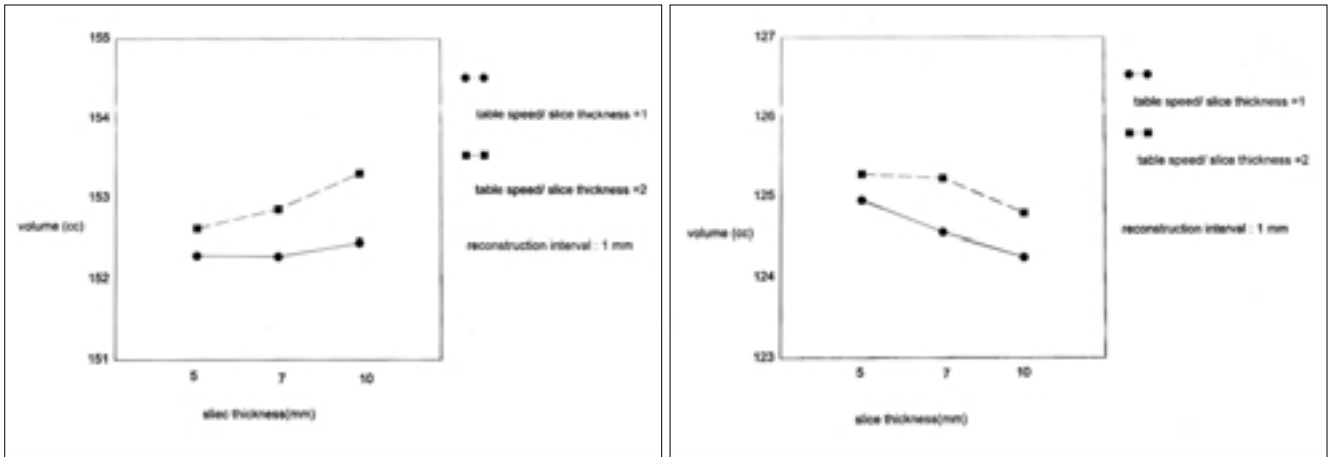 155
154
153
152
151
volume (cc)
5 7 10
sliec thickness(mm)
table speed/ slice thickness =1
table speed/ slice thickness =2
reconstruction interval : 1 mm
127
126
125
124
123
volume (cc)
5 7 10
slice thickness(mm)
table speed/ slice thickness =1
table speed/ slice thickness =2
reconstruction interval : 1 mm